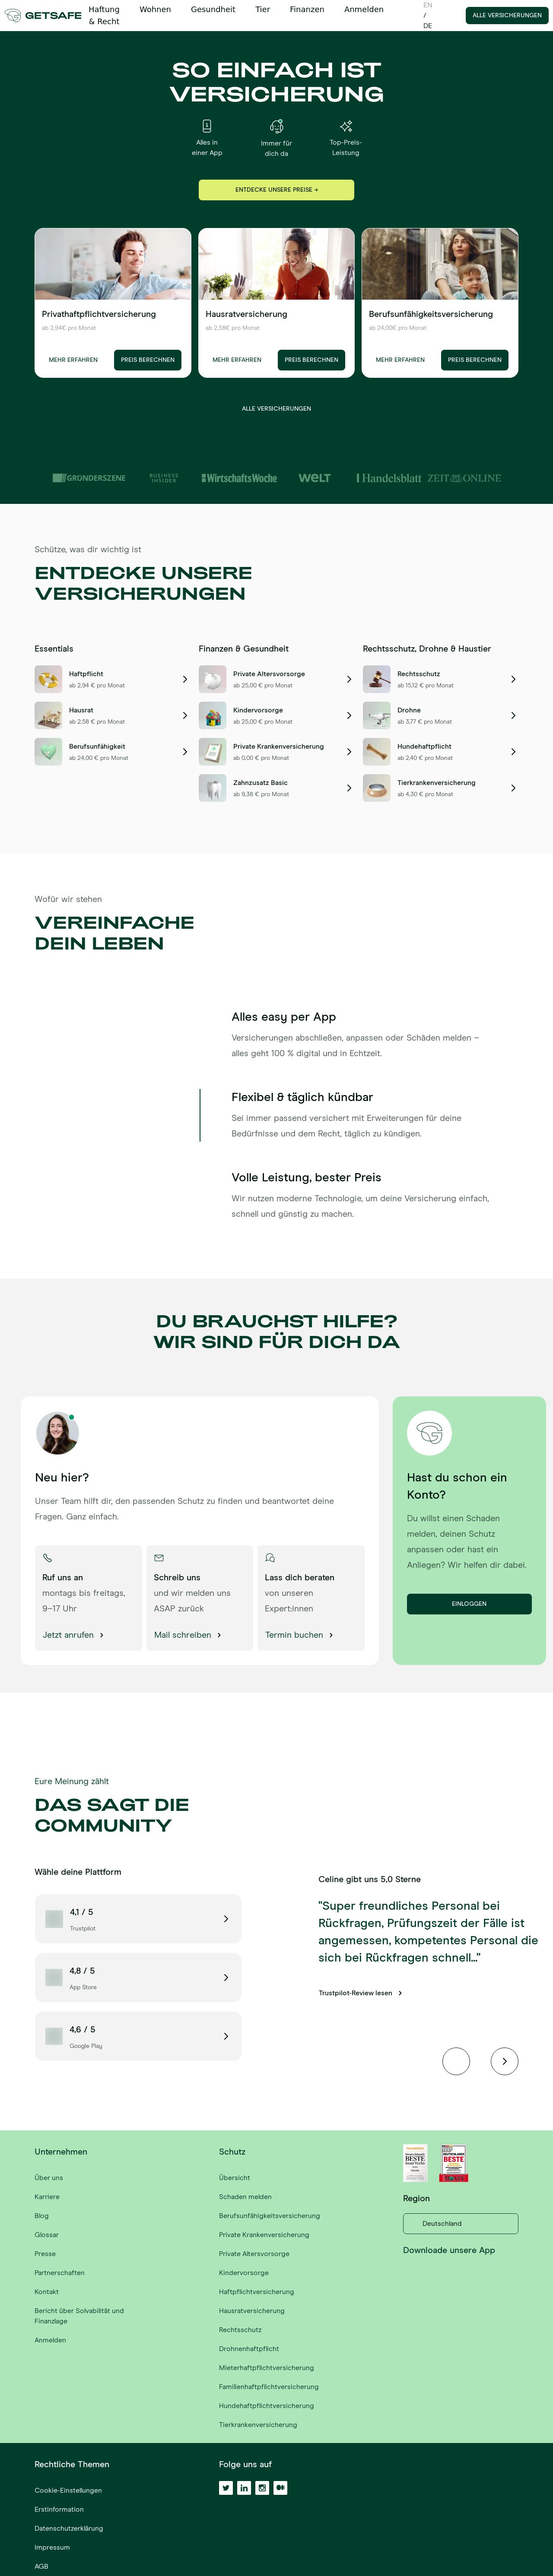 GETSAFE
Haftung
& Recht
Wohnen
Gesundheit
Tier
Finanzen
Anmelden
EN
/
DE
ALLE VERSICHERUNGEN
SO EINFACH IST
VERSICHERUNG
Alles in
einer App
Immer für
dich da
Top-Preis-
Leistung
ENTDECKE UNSERE PREISE →
Privathaftpflichtversicherung
ab 2,94€ pro Monat
MEHR ERFAHREN
PREIS BERECHNEN
Hausratversicherung
ab 2,58€ pro Monat
MEHR ERFAHREN
PREIS BERECHNEN
Berufsunfähigkeitsversicherung
ab 24,00€ pro Monat
MEHR ERFAHREN
PREIS BERECHNEN
ALLE VERSICHERUNGEN
GRÜNDERSZENE
BUSINESS
INSIDER
WirtschaftsWoche
WELT
Handelsblatt
ZEIT ONLINE
Schütze, was dir wichtig ist
ENTDECKE UNSERE
VERSICHERUNGEN
Essentials
Haftpflicht
ab 2,94 € pro Monat
Hausrat
ab 2,58 € pro Monat
Berufsunfähigkeit
ab 24,00 € pro Monat
Finanzen & Gesundheit
Private Altersvorsorge
ab 25,00 € pro Monat
Kindervorsorge
ab 25,00 € pro Monat
Private Krankenversicherung
ab 0,00 € pro Monat
Zahnzusatz Basic
ab 9,38 € pro Monat
Rechtsschutz, Drohne & Haustier
Rechtsschutz
ab 15,12 € pro Monat
Drohne
ab 3,77 € pro Monat
Hundehaftpflicht
ab 2,40 € pro Monat
Tierkrankenversicherung
ab 4,30 € pro Monat
Wofür wir stehen
VEREINFACHE
DEIN LEBEN
Alles easy per App
Versicherungen abschließen, anpassen oder Schäden melden –
alles geht 100 % digital und in Echtzeit.
Flexibel & täglich kündbar
Sei immer passend versichert mit Erweiterungen für deine
Bedürfnisse und dem Recht, täglich zu kündigen.
Volle Leistung, bester Preis
Wir nutzen moderne Technologie, um deine Versicherung einfach,
schnell und günstig zu machen.
DU BRAUCHST HILFE?
WIR SIND FÜR DICH DA
Neu hier?
Unser Team hilft dir, den passenden Schutz zu finden und beantwortet deine
Fragen. Ganz einfach.
Ruf uns an
montags bis freitags,
9–17 Uhr
Jetzt anrufen
Schreib uns
und wir melden uns
ASAP zurück
Mail schreiben
Lass dich beraten
von unseren
Expert:innen
Termin buchen
Hast du schon ein
Konto?
Du willst einen Schaden
melden, deinen Schutz
anpassen oder hast ein
Anliegen? Wir helfen dir dabei.
EINLOGGEN
Eure Meinung zählt
DAS SAGT DIE
COMMUNITY
Wähle deine Plattform
4,1 / 5
Trustpilot
4,8 / 5
App Store
4,6 / 5
Google Play
Celine gibt uns 5,0 Sterne
"Super freundliches Personal bei
Rückfragen, Prüfungszeit der Fälle ist
angemessen, kompetentes Personal die
sich bei Rückfragen schnell..."
Trustpilot-Review lesen
Unternehmen
Über uns
Karriere
Blog
Glossar
Presse
Partnerschaften
Kontakt
Bericht über Solvabilität und
Finanzlage
Anmelden
Schutz
Übersicht
Schaden melden
Berufsunfähigkeitsversicherung
Private Krankenversicherung
Private Altersvorsorge
Kindervorsorge
Haftpflichtversicherung
Hausratversicherung
Rechtsschutz
Drohnenhaftpflicht
Mieterhaftpflichtversicherung
Familienhaftpflichtversicherung
Hundehaftpflichtversicherung
Tierkrankenversicherung
BESTE
BESTE
Region
Deutschland
Downloade unsere App
Rechtliche Themen
Cookie-Einstellungen
Erstinformation
Datenschutzerklärung
Impressum
AGB
Folge uns auf